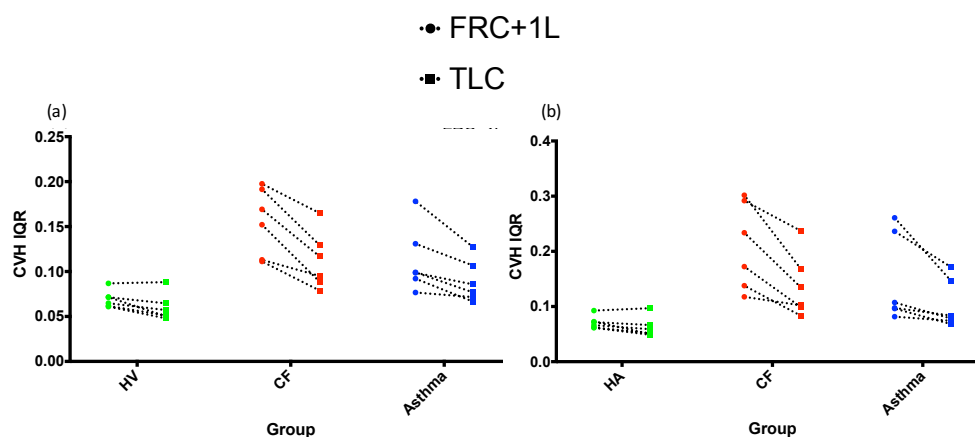 FRC+1L
TLC
(a)
CVH IQR
0.25
0.20
0.15
0.10
0.05
0.00
HV
CF
Asthma
Group
(b)
CVH IQR
0.4
0.3
0.2
0.1
0.0
HA
CF
Asthma
Group